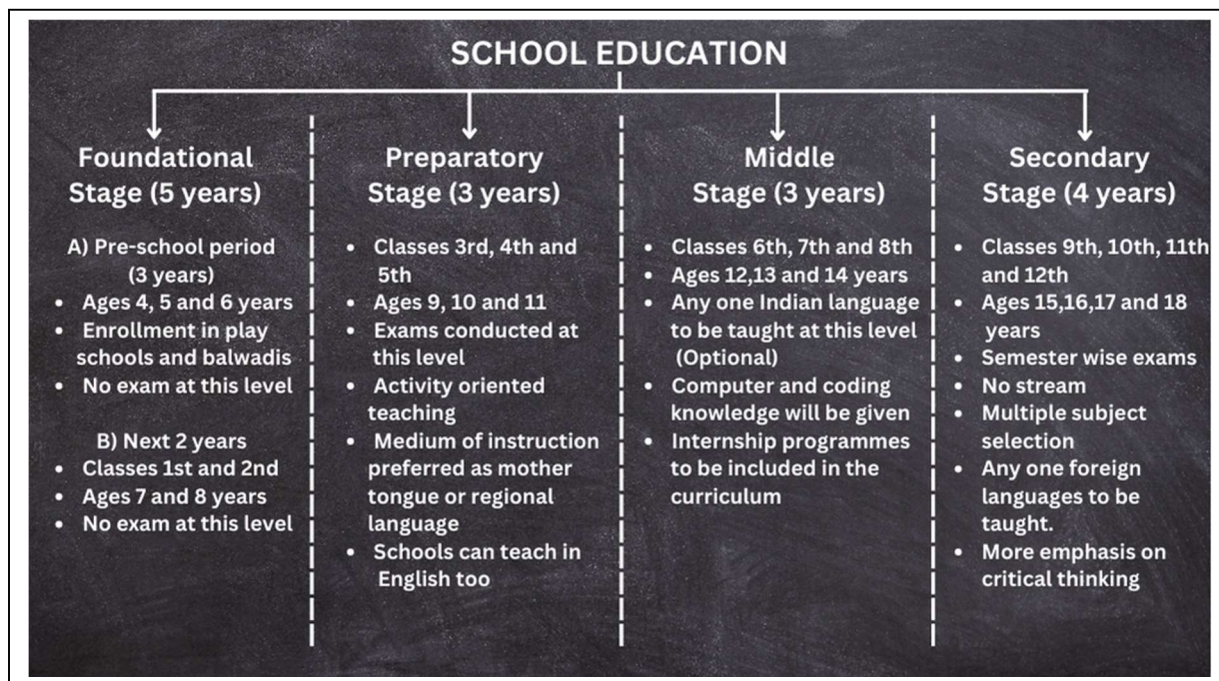 SCHOOL EDUCATION
Foundational
Stage (5 years)
A) Pre-school period
(3 years)
• Ages 4, 5 and 6 years
• Enrollment in play
schools and balwadis
• No exam at this level
B) Next 2 years
• Classes 1st and 2nd
• Ages 7 and 8 years
• No exam at this level
Preparatory
Stage (3 years)
• Classes 3rd, 4th and
5th
• Ages 9, 10 and 11
• Exams conducted at
this level
• Activity oriented
teaching
• Medium of instruction
preferred as mother
tongue or regional
language
• Schools can teach in
English too
Middle
Stage (3 years)
• Classes 6th, 7th and 8th
• Ages 12,13 and 14 years
• Any one Indian language
to be taught at this level
(Optional)
• Computer and coding
knowledge will be given
• Internship programmes
to be included in the
curriculum
Secondary
Stage (4 years)
• Classes 9th, 10th, 11th
and 12th
• Ages 15,16,17 and 18
years
• Semester wise exams
• No stream
• Multiple subject
selection
• Any one foreign
languages to be
taught.
• More emphasis on
critical thinking